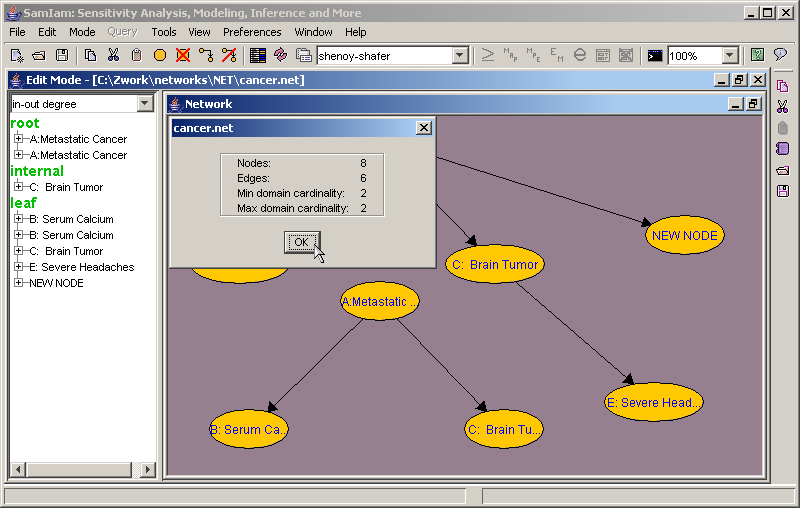 SamIam: Sensitivity Analysis, Modeling, Inference and More
File Edit Mode Query Tools View Preferences Window Help
shenoy-shafer
MAP MPE EM 100% ?
Edit Mode - [C:\Zwork\networks\NET\cancer.net]
in-out degree
root
A:Metastatic Cancer
A:Metastatic Cancer
internal
C: Brain Tumor
leaf
B: Serum Calcium
B: Serum Calcium
C: Brain Tumor
E: Severe Headaches
NEW NODE
Network
cancer.net
Nodes: 8
Edges: 6
Min domain cardinality: 2
Max domain cardinality: 2
OK
NEW NODE
C: Brain Tumor
A:Metastatic ...
E: Severe Head...
B: Serum Ca...
C: Brain Tu...